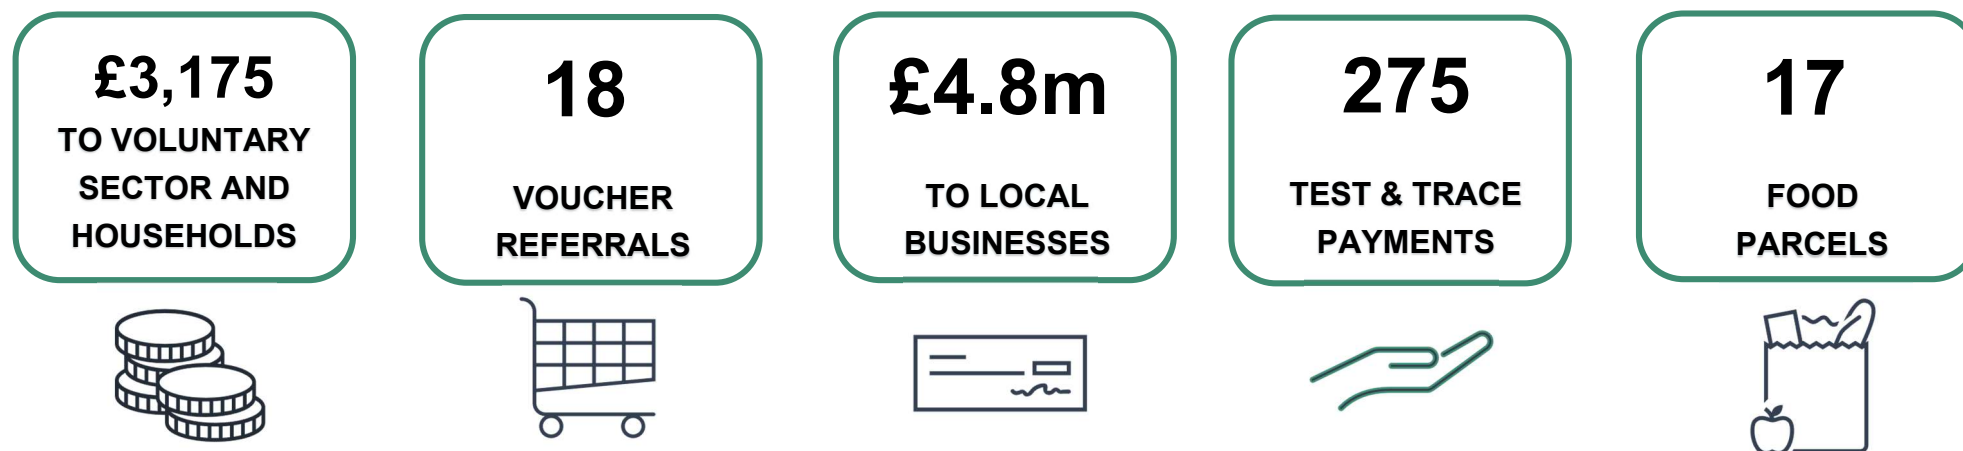 £3,175
TO VOLUNTARY
SECTOR AND
HOUSEHOLDS
18
VOUCHER
REFERRALS
£4.8m
TO LOCAL
BUSINESSES
275
TEST & TRACE
PAYMENTS
17
FOOD
PARCELS